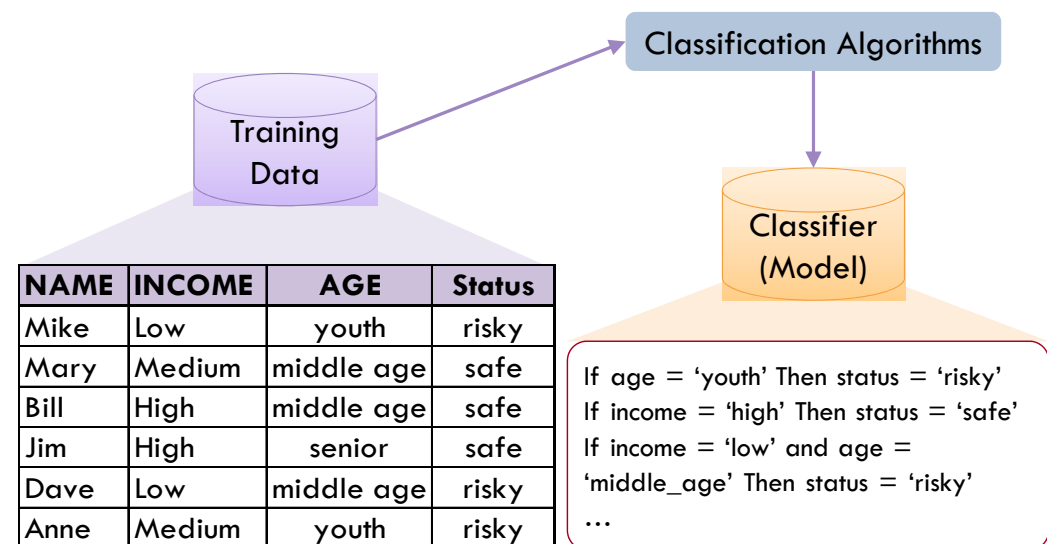 Classification Algorithms
Training
Data
Classifier
(Model)
NAME INCOME AGE Status
Mike Low youth risky
Mary Medium middle age safe
Bill High middle age safe
Jim High senior safe
Dave Low middle age risky
Anne Medium youth risky
If age = ‘youth’ Then status = ‘risky’
If income = ‘high’ Then status = ‘safe’
If income = ‘low’ and age =
‘middle_age’ Then status = ‘risky’
…